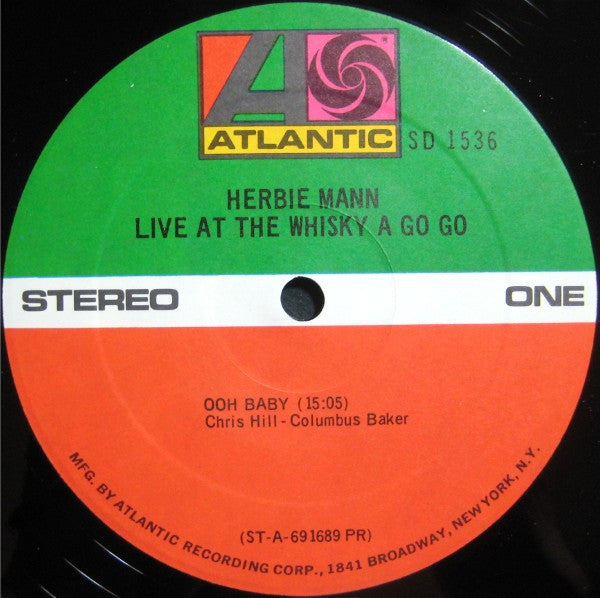 A
ATLANTIC
SD 1536
HERBIE MANN
LIVE AT THE WHISKY A GO GO
STEREO
ONE
OOH BABY (15:05)
Chris Hill - Columbus Baker
(ST-A-691689 PR)
MFG. BY ATLANTIC RECORDING CORP., 1841 BROADWAY, NEW YORK, N.Y.